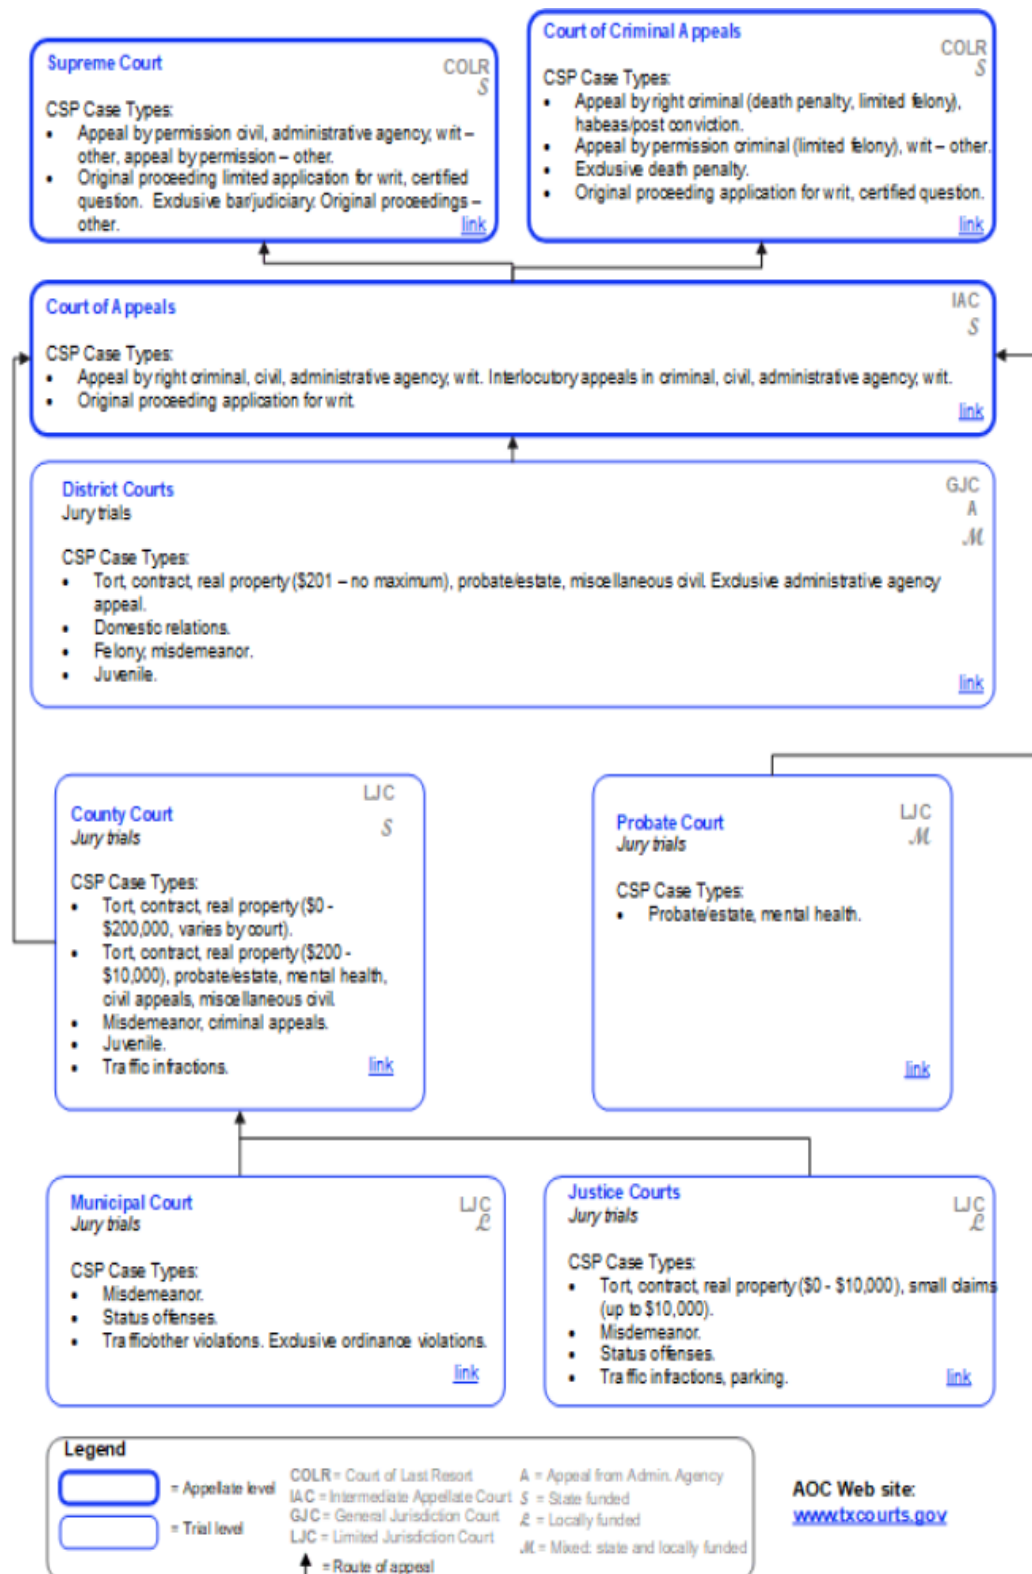 Supreme Court
COLR
S
CSP Case Types:
• Appeal by permission civil, administrative agency, writ –
other, appeal by permission – other.
• Original proceeding limited application for writ, certified
question. Exclusive bar/judiciary. Original proceedings –
other.
link
Court of Criminal Appeals
COLR
S
CSP Case Types:
• Appeal by right criminal (death penalty, limited felony),
habeas/post conviction.
• Appeal by permission criminal (limited felony), writ – other.
• Exclusive death penalty.
• Original proceeding application for writ, certified question.
link
Court of Appeals
IAC
S
CSP Case Types:
• Appeal by right criminal, civil, administrative agency, writ. Interlocutory appeals in criminal, civil, administrative agency, writ.
• Original proceeding application for writ.
link
District Courts
Jury trials
GJC
A
M
CSP Case Types:
• Tort, contract, real property ($201 – no maximum), probate/estate, miscellaneous civil. Exclusive administrative agency
appeal.
• Domestic relations.
• Felony, misdemeanor.
• Juvenile.
link
County Court
Jury trials
LJC
S
CSP Case Types:
• Tort, contract, real property ($0 -
$200,000, varies by court).
• Tort, contract, real property ($200 -
$10,000), probate/estate, mental health,
civil appeals, miscellaneous civil.
• Misdemeanor, criminal appeals.
• Juvenile.
• Traffic infractions.
link
Probate Court
Jury trials
LJC
M
CSP Case Types:
• Probate/estate, mental health.
link
Municipal Court
Jury trials
LJC
L
CSP Case Types:
• Misdemeanor.
• Status offenses.
• Traffic/other violations. Exclusive ordinance violations.
link
Justice Courts
Jury trials
LJC
L
CSP Case Types:
• Tort, contract, real property ($0 - $10,000), small claims
(up to $10,000).
• Misdemeanor.
• Status offenses.
• Traffic infractions, parking.
link
Legend
= Appellate level
= Trial level
COLR = Court of Last Resort
IAC = Intermediate Appellate Court
GJC = General Jurisdiction Court
LJC = Limited Jurisdiction Court
= Route of appeal
A = Appeal from Admin. Agency
S = State funded
L = Locally funded
M = Mixed: state and locally funded
AOC Web site:
www.txcourts.gov